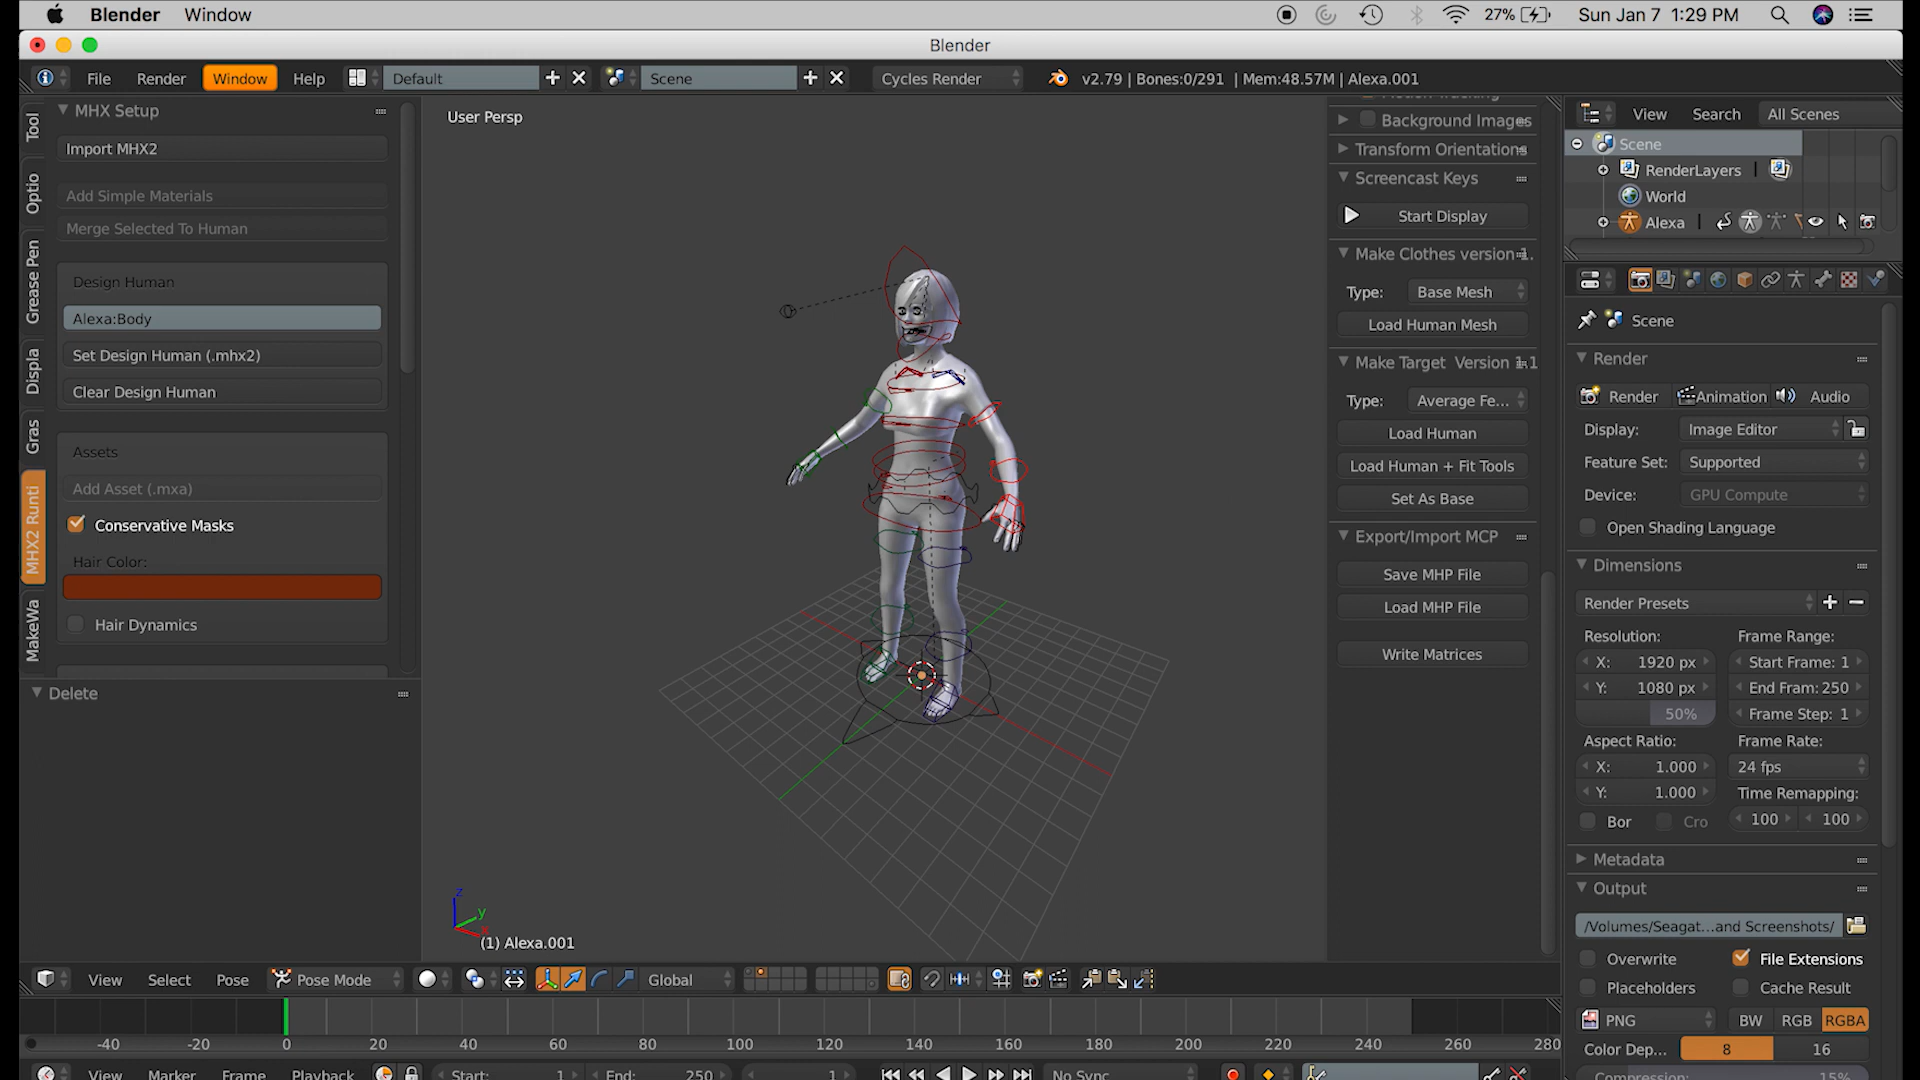 Blender Window
27% Sun Jan 7 1:29 PM
Blender
File Render Window Help Default Scene Cycles Render v2.79 | Bones:0/291 | Mem:48.57M | Alexa.001
Tool
Optio
Grease Pen
Displa
Gras
MHX2 Runti
MakeWa
MHX Setup
Import MHX2
Add Simple Materials
Merge Selected To Human
Design Human
Alexa:Body
Set Design Human (.mhx2)
Clear Design Human
Assets
Add Asset (.mxa)
Conservative Masks
Hair Color:
Hair Dynamics
Delete
User Persp
z
y
x
(1) Alexa.001
Background Images
Transform Orientations
Screencast Keys
Start Display
Make Clothes version 1.
Type: Base Mesh
Load Human Mesh
Make Target Version 1.1
Type: Average Fe...
Load Human
Load Human + Fit Tools
Set As Base
Export/Import MCP
Save MHP File
Load MHP File
Write Matrices
View Search All Scenes
Scene
RenderLayers |
World
Alexa |
Scene
Render
Render Animation Audio
Display: Image Editor
Feature Set: Supported
Device: GPU Compute
Open Shading Language
Dimensions
Render Presets
Resolution: Frame Range:
X: 1920 px Start Frame: 1
Y: 1080 px End Fram: 250
50% Frame Step: 1
Aspect Ratio: Frame Rate:
X: 1.000 24 fps
Y: 1.000 Time Remapping:
Bor Cro 100 100
Metadata
Output
/Volumes/Seagat...and Screenshots/
Overwrite File Extensions
Placeholders Cache Result
PNG BW RGB RGBA
Color Dep... 8 16
Compression: 15%
View Select Pose Pose Mode Global
-40 -20 0 20 40 60 80 100 120 140 160 180 200 220 240 260 280
View Marker Frame Playback Start: 1 End: 250 1 No Sync